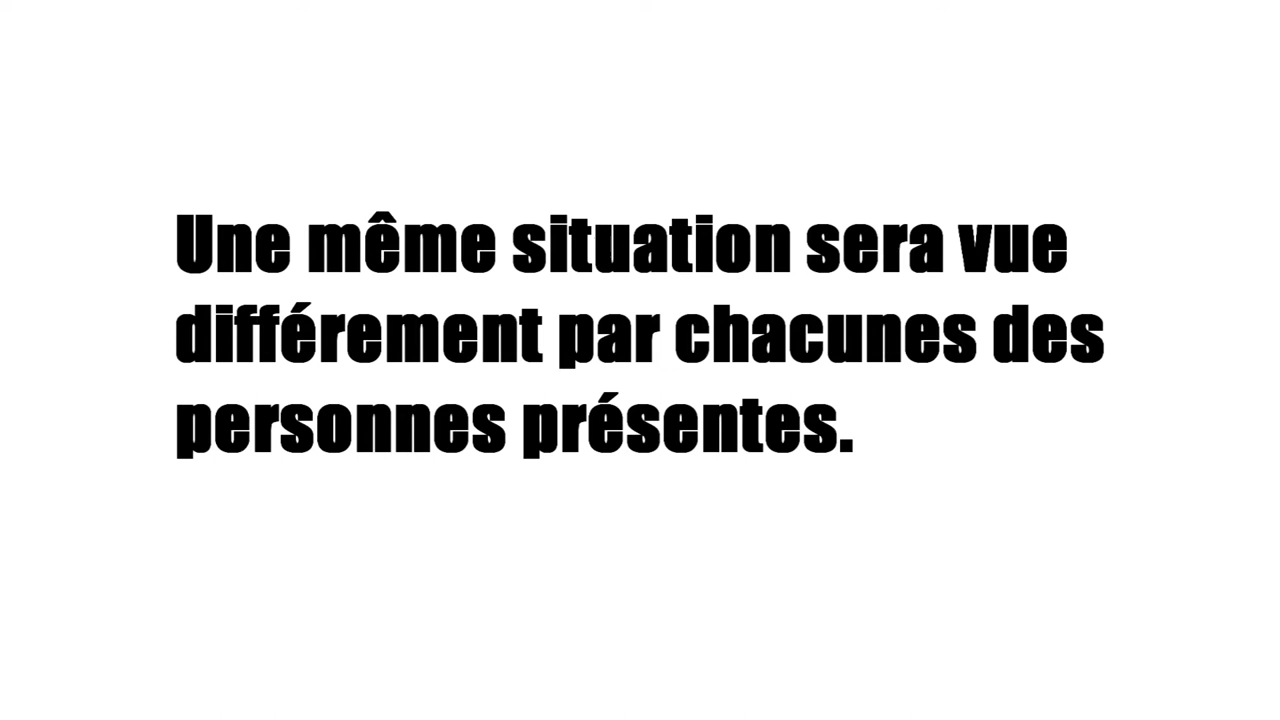 Une même situation sera vue
différement par chacunes des
personnes présentes.